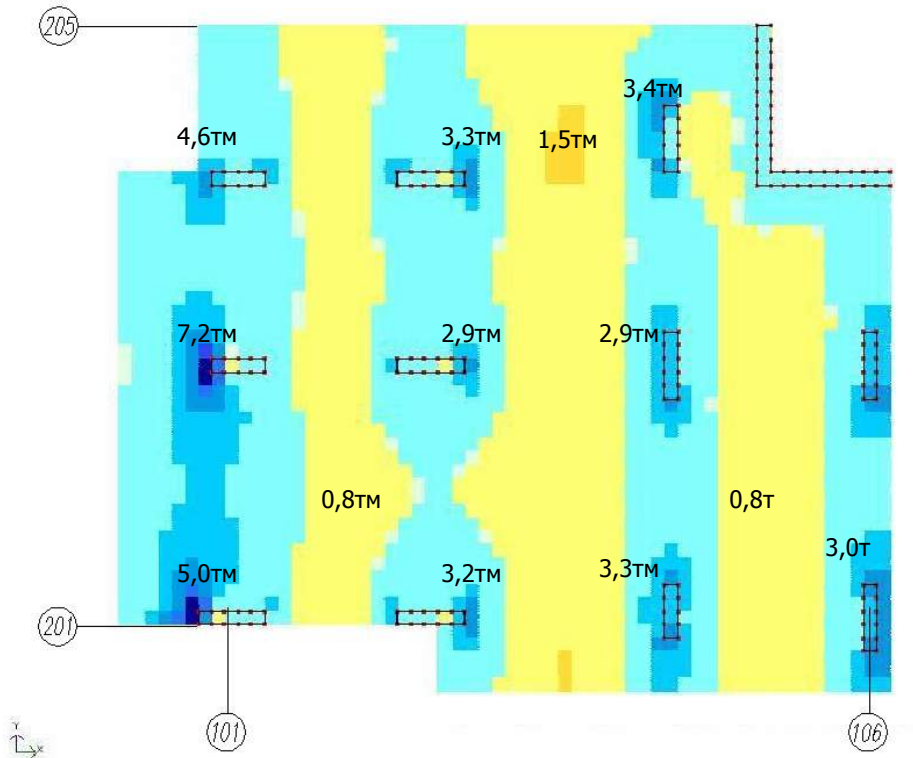 205
3,4тм
4,6тм 3,3тм 1,5тм
7,2тм 2,9тм 2,9тм
0,8тм 0,8т
3,0т
5,0тм 3,2тм 3,3тм
201
101 106
Y
X